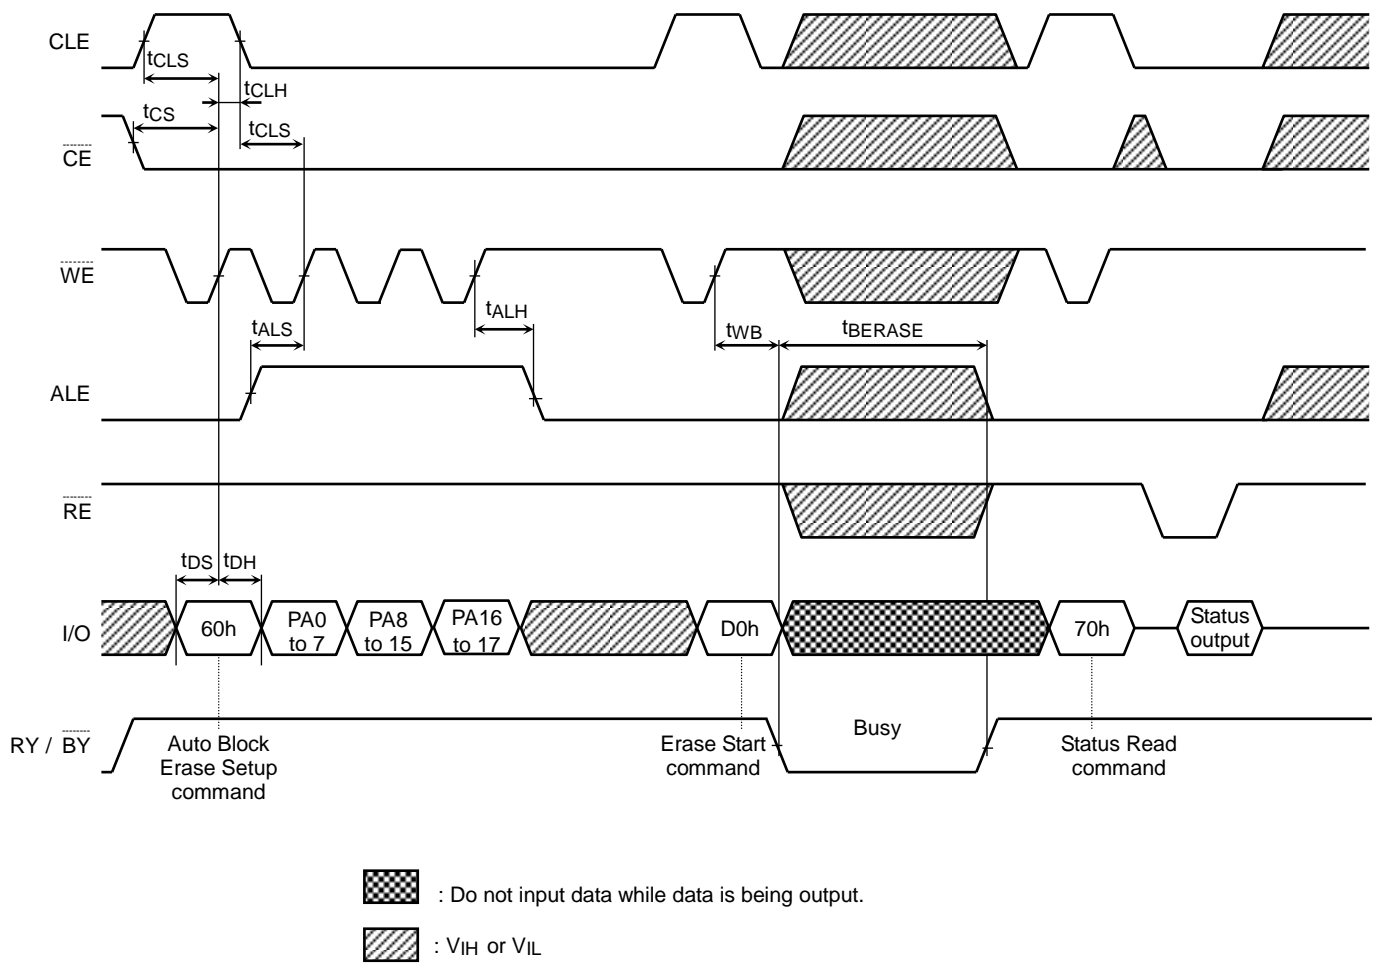 CLE
tCLS
tCLH
tCS
tCLS
CE
WE
tALS
tALH
tWB
tBERASE
ALE
RE
tDS
tDH
I/O
60h
PA0
to 7
PA8
to 15
PA16
to 17
D0h
70h
Status
output
RY / BY
Busy
Auto Block
Erase Setup
command
Erase Start
command
Status Read
command
: Do not input data while data is being output.
: VIH or VIL